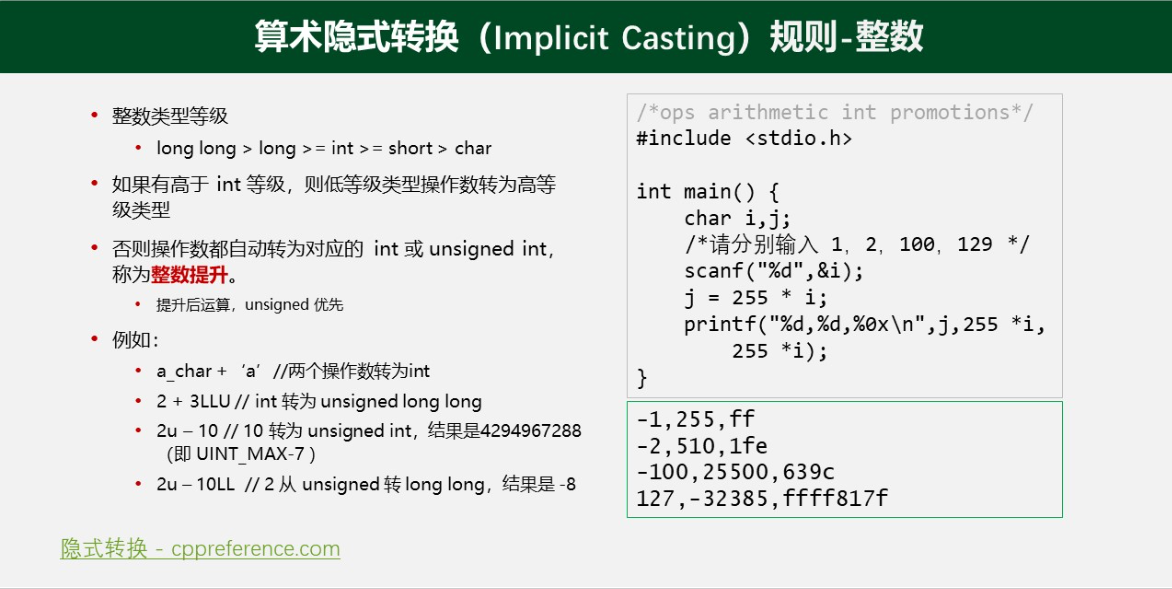 算术隐式转换（Implicit Casting）规则-整数
• 整数类型等级
• long long > long >= int >= short > char
• 如果有高于 int 等级，则低等级类型操作数转为高等
级类型
• 否则操作数都自动转为对应的 int 或 unsigned int，
称为整数提升。
• 提升后运算，unsigned 优先
• 例如：
• a_char + ‘a’ //两个操作数转为int
• 2 + 3LLU // int 转为 unsigned long long
• 2u – 10 // 10 转为 unsigned int，结果是4294967288
（即 UINT_MAX-7 ）
• 2u – 10LL // 2 从 unsigned 转 long long，结果是 -8
隐式转换 - cppreference.com
/*ops arithmetic int promotions*/
#include <stdio.h>
int main() {
char i,j;
/*请分别输入 1，2，100，129 */
scanf("%d",&i);
j = 255 * i;
printf("%d,%d,%0x\n",j,255 *i,
255 *i);
}
-1,255,ff
-2,510,1fe
-100,25500,639c
127,-32385,ffff817f